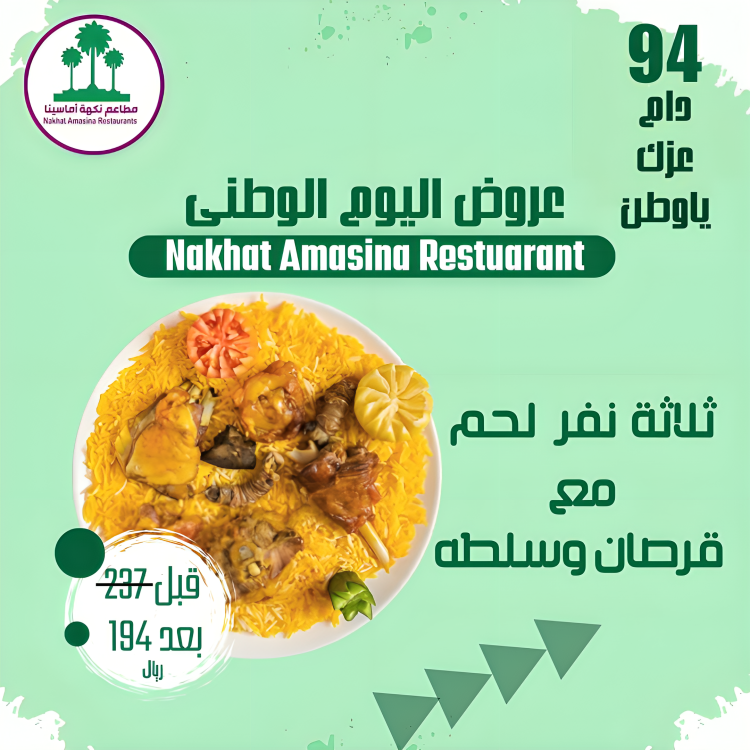 مطاعم نكهة أماسينا
Nakhat Amasina Restaurants
94
دام
عزك
ياوطن
عروض اليوم الوطنى
Nakhat Amasina Restuarant
ثلاثة نفر لحم
مع
قرصان وسلطه
قبل 237
بعد 194
ريال